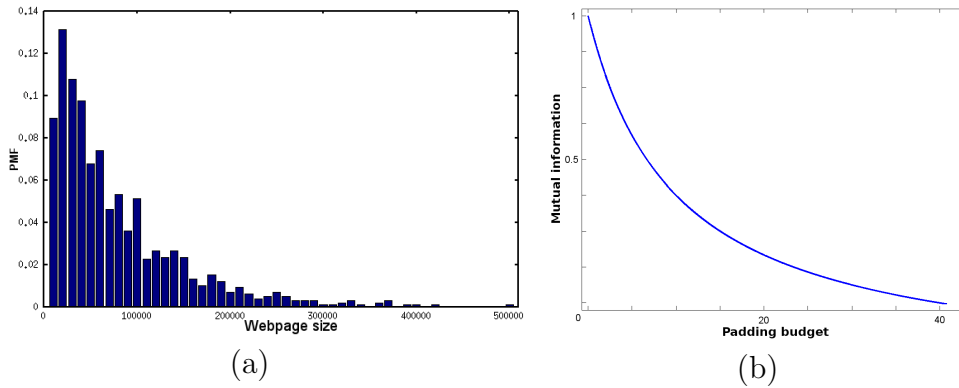 0.14
0.12
0.1
0.08
0.06
0.04
0.02
0
PMF
0 100000 200000 300000 400000 500000
Webpage size
(a)
1
0.5
Mutual information
0 20 40
Padding budget
(b)